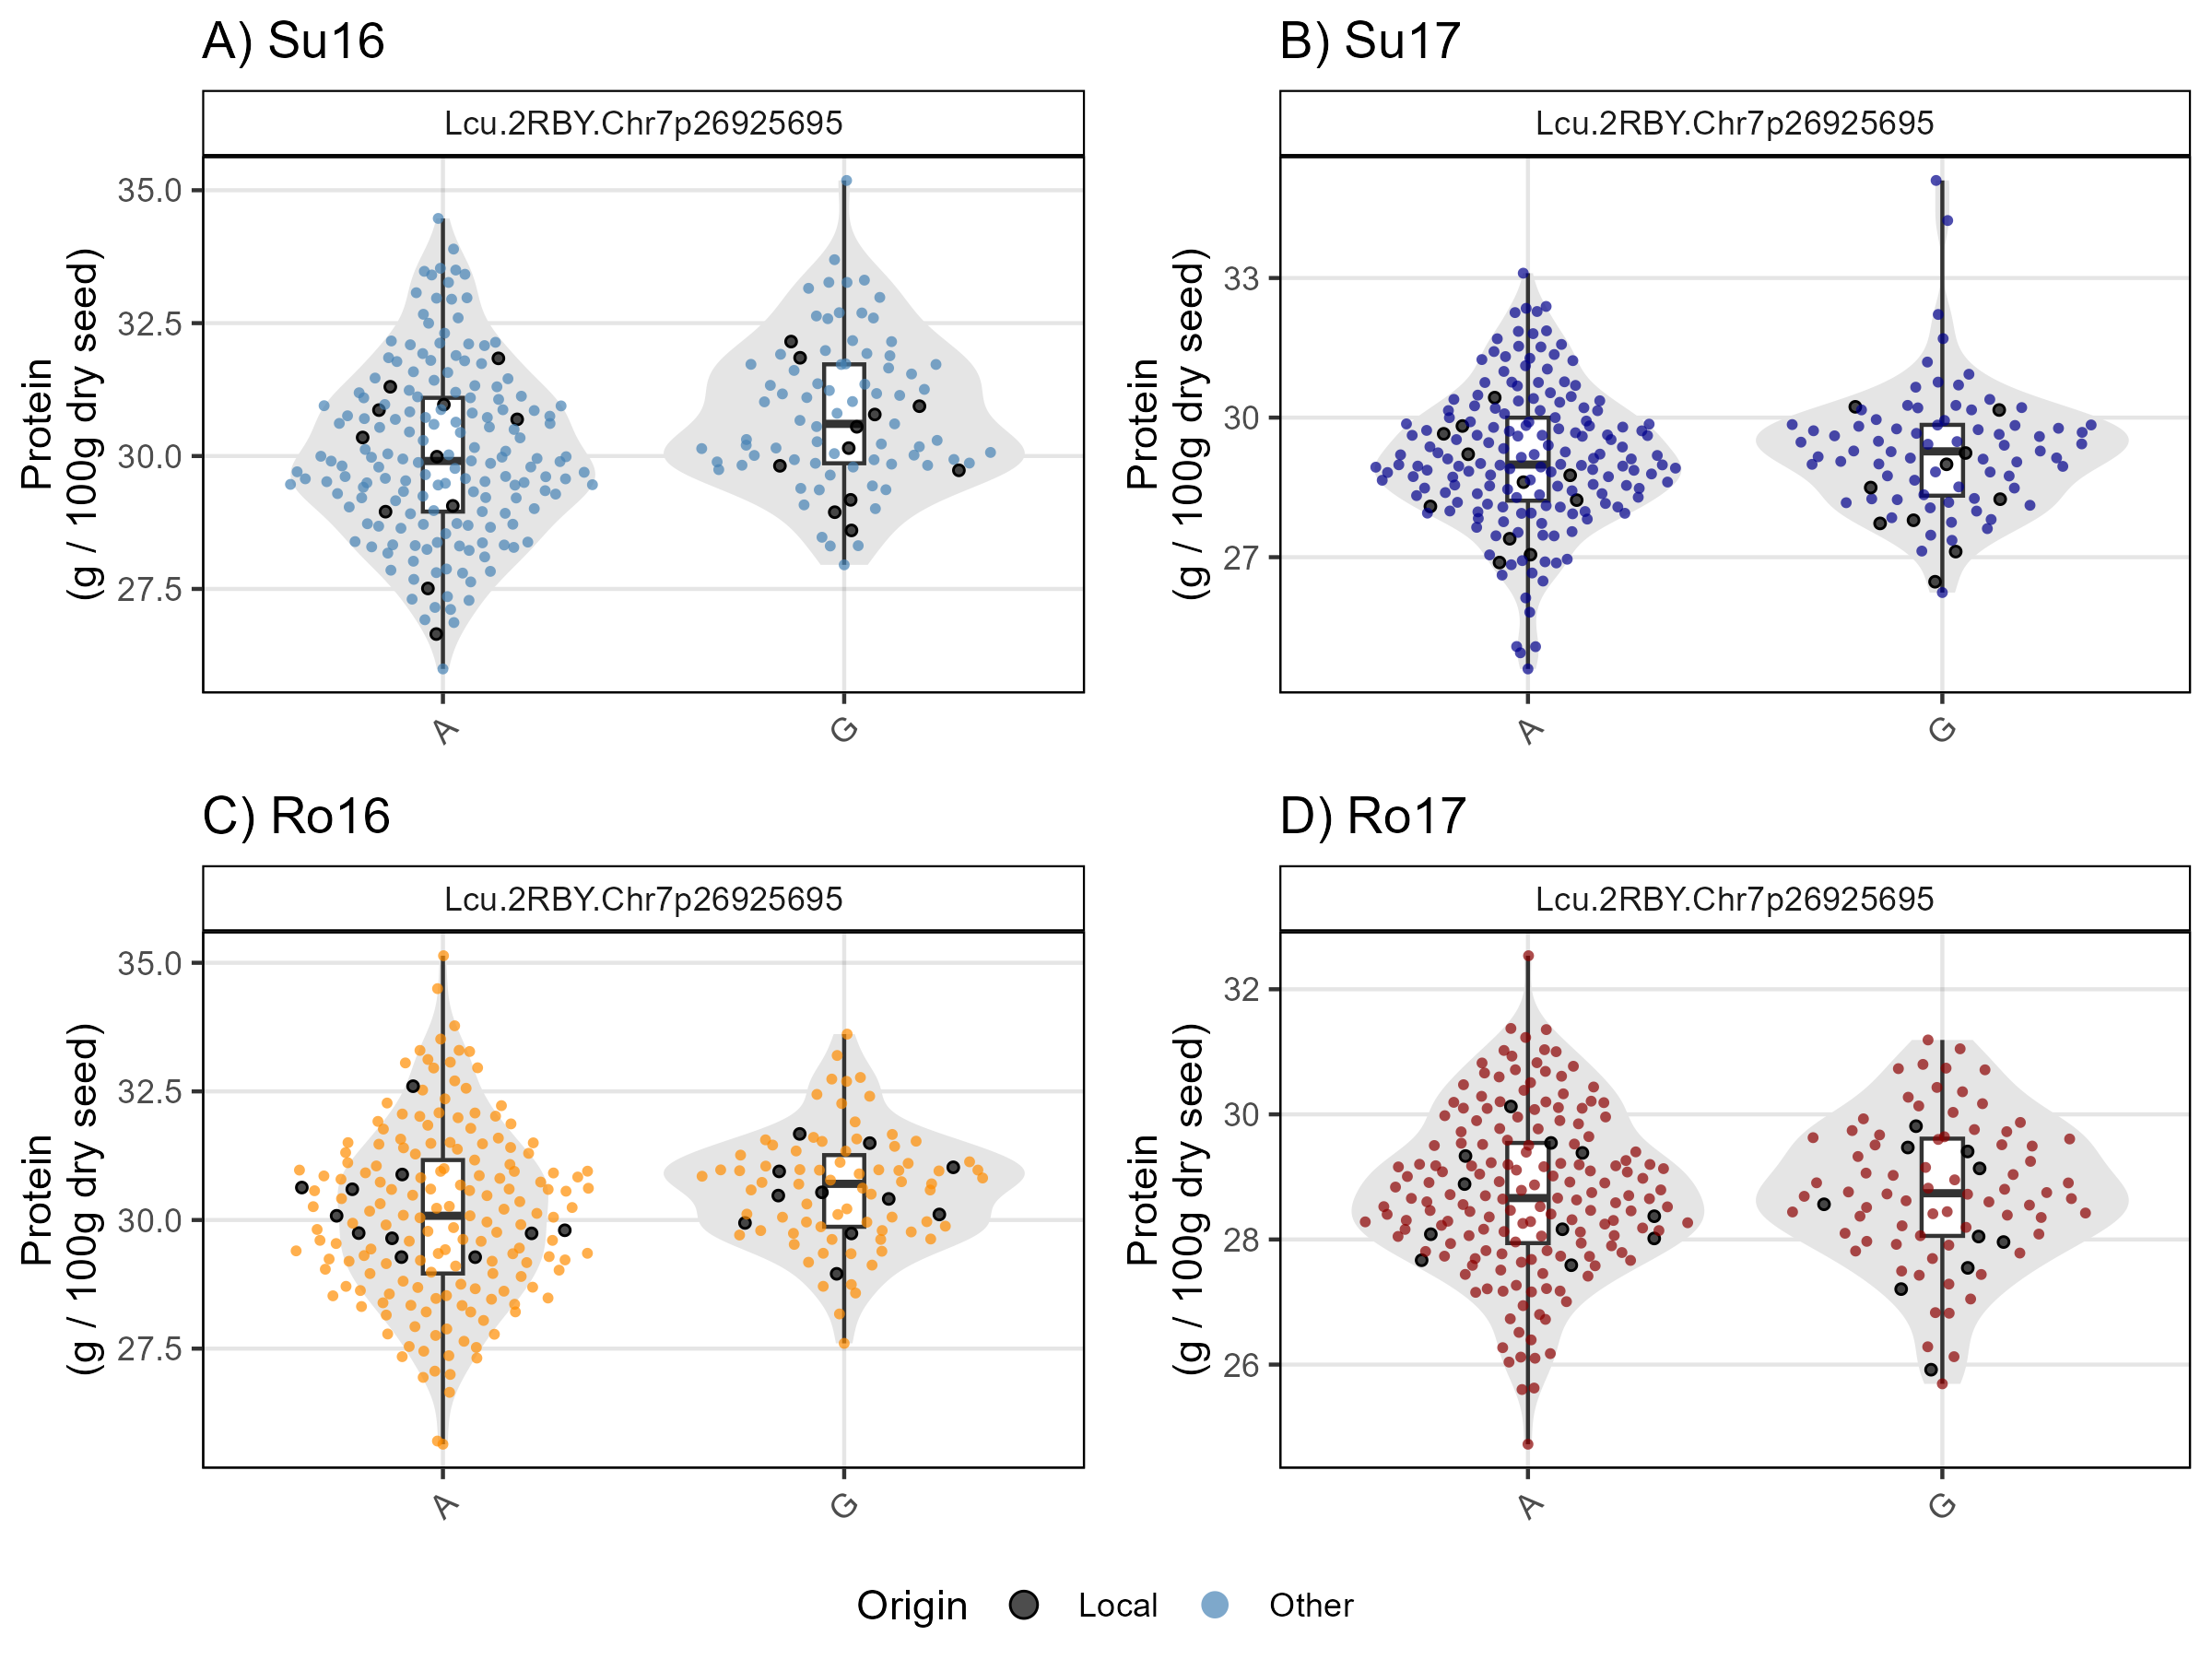 A) Su16
Lcu.2RBY.Chr7p26925695
Protein
(g / 100g dry seed)
35.0
32.5
30.0
27.5
A
G
B) Su17
Lcu.2RBY.Chr7p26925695
Protein
(g / 100g dry seed)
33
30
27
A
G
C) Ro16
Lcu.2RBY.Chr7p26925695
Protein
(g / 100g dry seed)
35.0
32.5
30.0
27.5
A
G
D) Ro17
Lcu.2RBY.Chr7p26925695
Protein
(g / 100g dry seed)
32
30
28
26
A
G
Origin Local Other